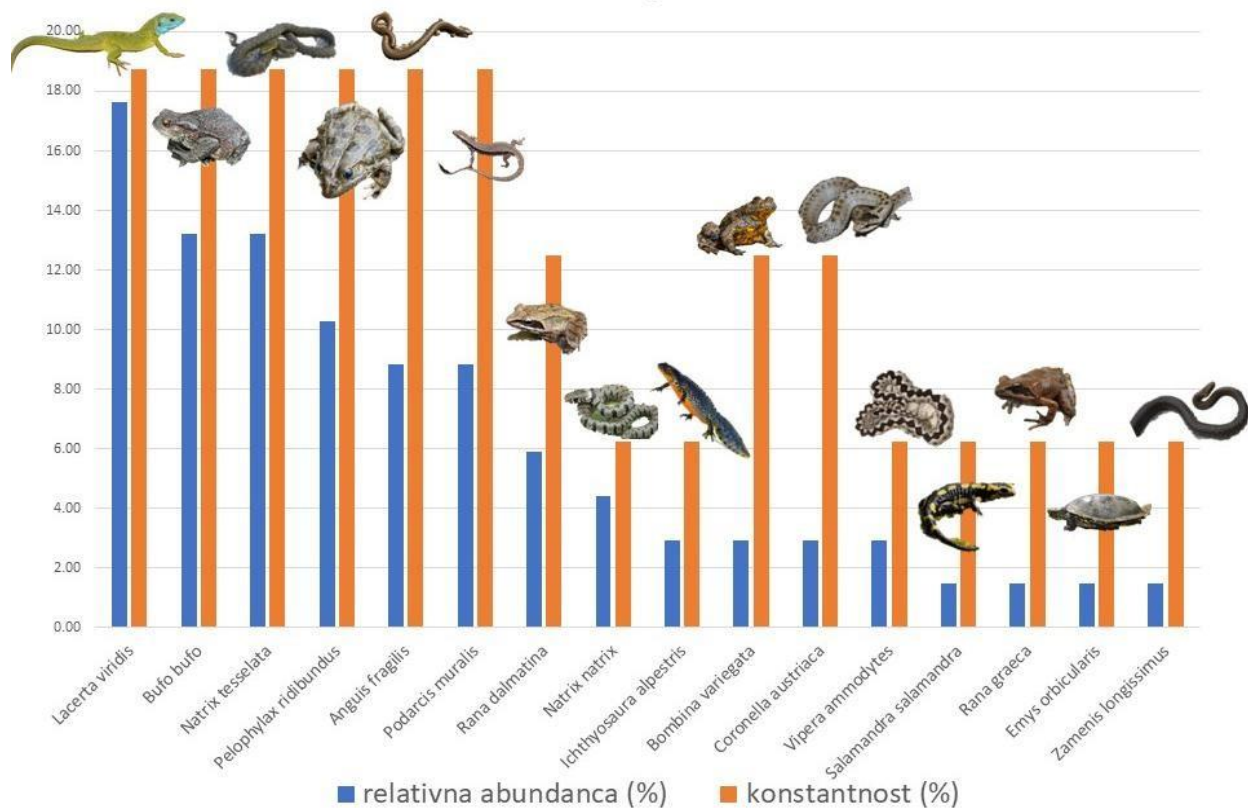 20.00
18.00
16.00
14.00
12.00
10.00
8.00
6.00
4.00
2.00
0.00
Lacerta viridis
Bufo bufo
Natrix tesselata
Pelophylax ridibundus
Anguis fragilis
Podarcis muralis
Rana dalmatina
Natrix natrix
Ichthyosaura alpestris
Bombina variegata
Coronella austriaca
Vipera ammodytes
Salamandra salamandra
Rana graeca
Emys orbicularis
Zamenis longissimus
relativna abundanca (%)
konstantnost (%)